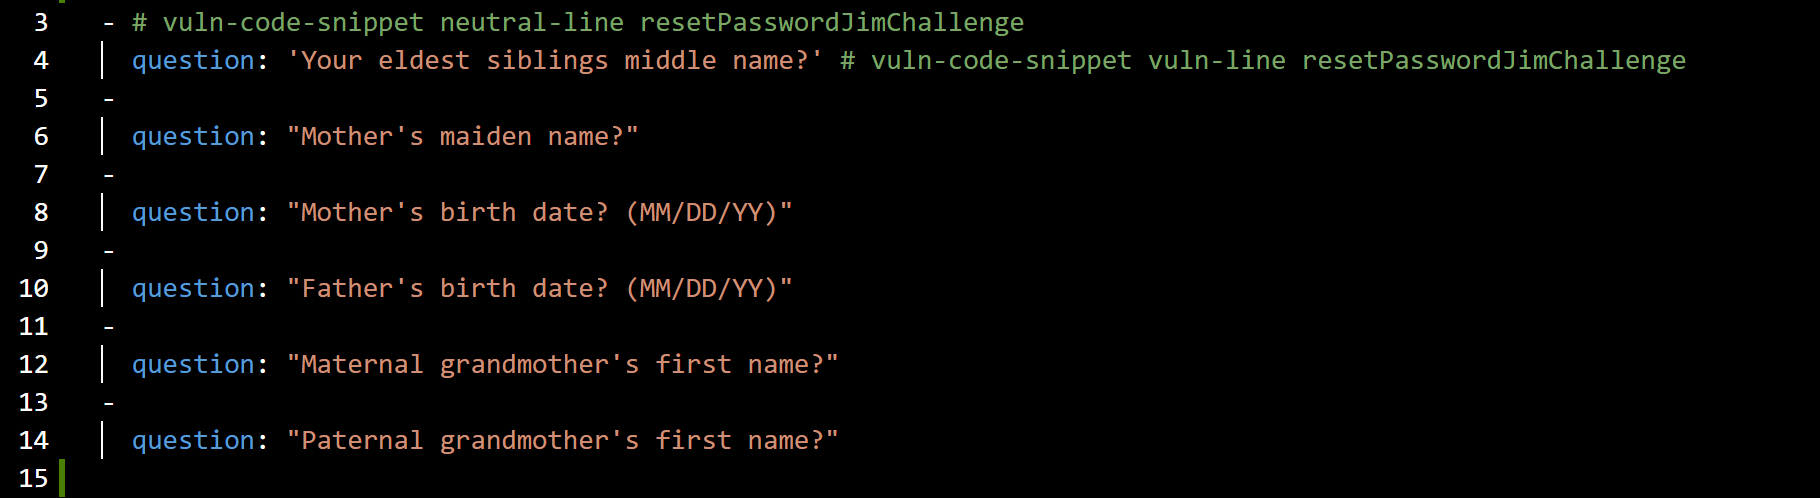 3 - # vuln-code-snippet neutral-line resetPasswordJimChallenge
4 question: 'Your eldest siblings middle name?' # vuln-code-snippet vuln-line resetPasswordJimChallenge
5 -
6 question: "Mother's maiden name?"
7 -
8 question: "Mother's birth date? (MM/DD/YY)"
9 -
10 question: "Father's birth date? (MM/DD/YY)"
11 -
12 question: "Maternal grandmother's first name?"
13 -
14 question: "Paternal grandmother's first name?"
15